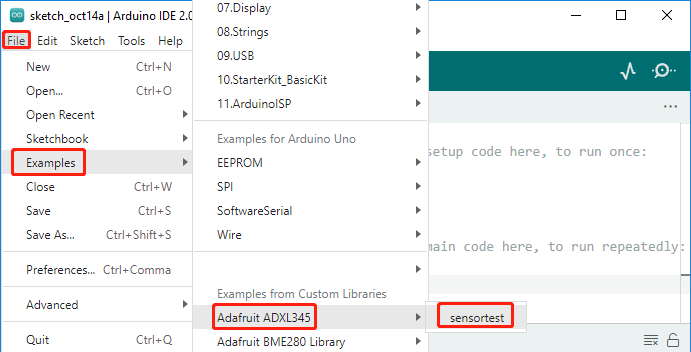 sketch_oct14a | Arduino IDE 2.0
File Edit Sketch Tools Help
New Ctrl+N
Open... Ctrl+O
Open Recent
Sketchbook
Examples
Close Ctrl+W
Save Ctrl+S
Save As... Ctrl+Shift+S
Preferences... Ctrl+Comma
Advanced
Quit Ctrl+Q
07.Display
08.Strings
09.USB
10.StarterKit_BasicKit
11.ArduinoISP
Examples for Arduino Uno
EEPROM
SPI
SoftwareSerial
Wire
Examples from Custom Libraries
Adafruit ADXL345
Adafruit BME280 Library
sensortest
setup code here, to run once:
main code here, to run repeatedly: